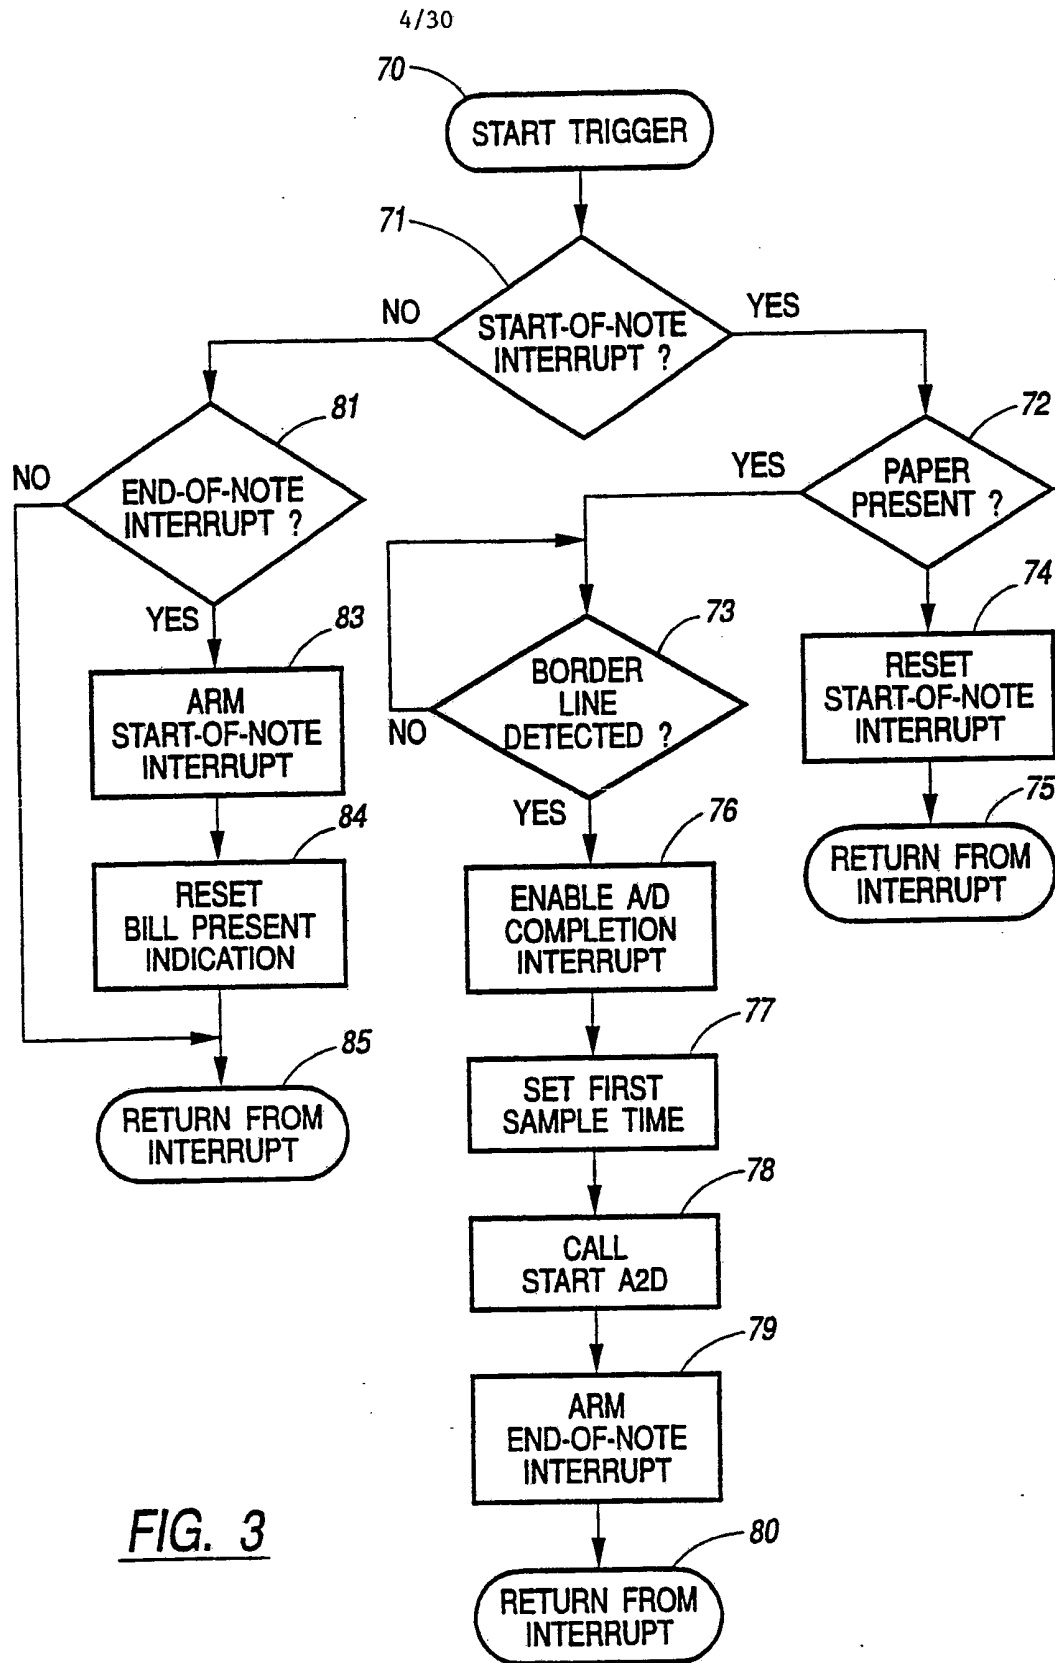 4/30
70
START TRIGGER
71
NO
YES
START-OF-NOTE
INTERRUPT ?
81
72
NO
END-OF-NOTE
INTERRUPT ?
YES
PAPER
PRESENT ?
YES
83
ARM
START-OF-NOTE
INTERRUPT
73
BORDER
LINE
DETECTED ?
NO
YES
74
RESET
START-OF-NOTE
INTERRUPT
75
RETURN FROM
INTERRUPT
84
RESET
BILL PRESENT
INDICATION
76
ENABLE A/D
COMPLETION
INTERRUPT
85
RETURN FROM
INTERRUPT
77
SET FIRST
SAMPLE TIME
78
CALL
START A2D
79
ARM
END-OF-NOTE
INTERRUPT
80
RETURN FROM
INTERRUPT
FIG. 3